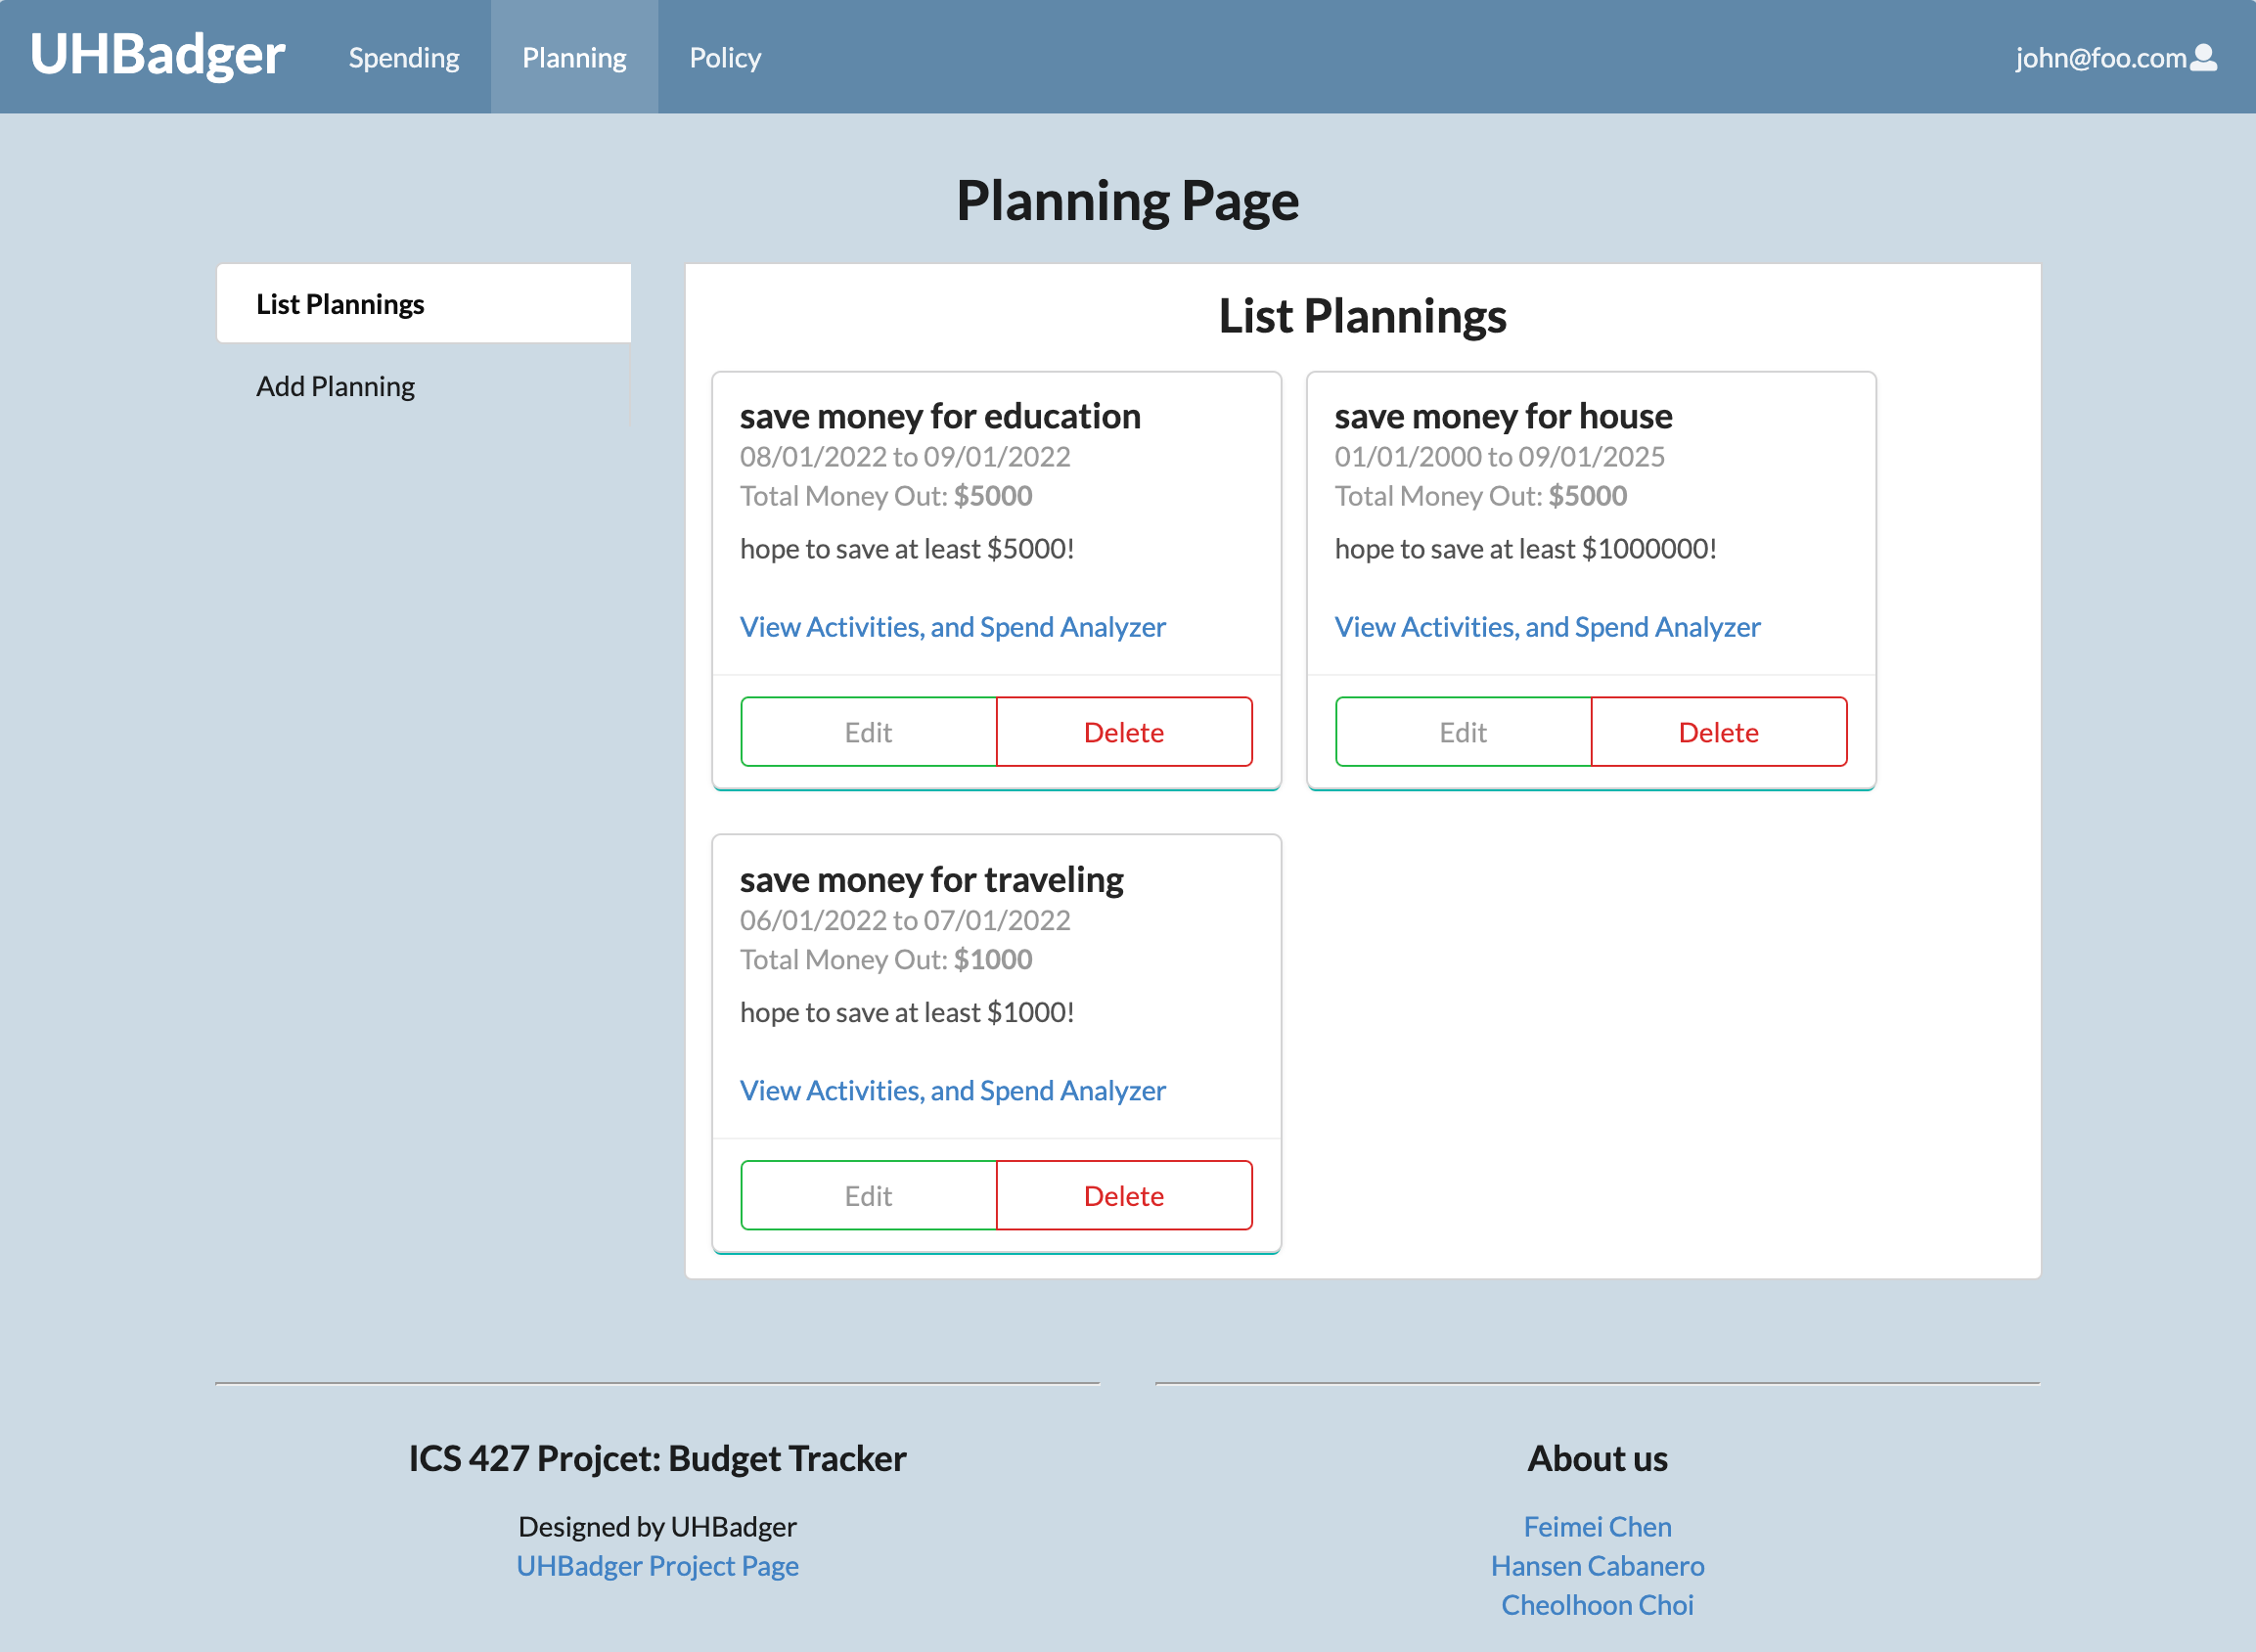 UHBadger
Spending
Planning
Policy
john@foo.com
Planning Page
List Plannings
Add Planning
List Plannings
save money for education
08/01/2022 to 09/01/2022
Total Money Out: $5000
hope to save at least $5000!
View Activities, and Spend Analyzer
Edit
Delete
save money for house
01/01/2000 to 09/01/2025
Total Money Out: $5000
hope to save at least $1000000!
View Activities, and Spend Analyzer
Edit
Delete
save money for traveling
06/01/2022 to 07/01/2022
Total Money Out: $1000
hope to save at least $1000!
View Activities, and Spend Analyzer
Edit
Delete
ICS 427 Projcet: Budget Tracker
Designed by UHBadger
UHBadger Project Page
About us
Feimei Chen
Hansen Cabanero
Cheolhoon Choi